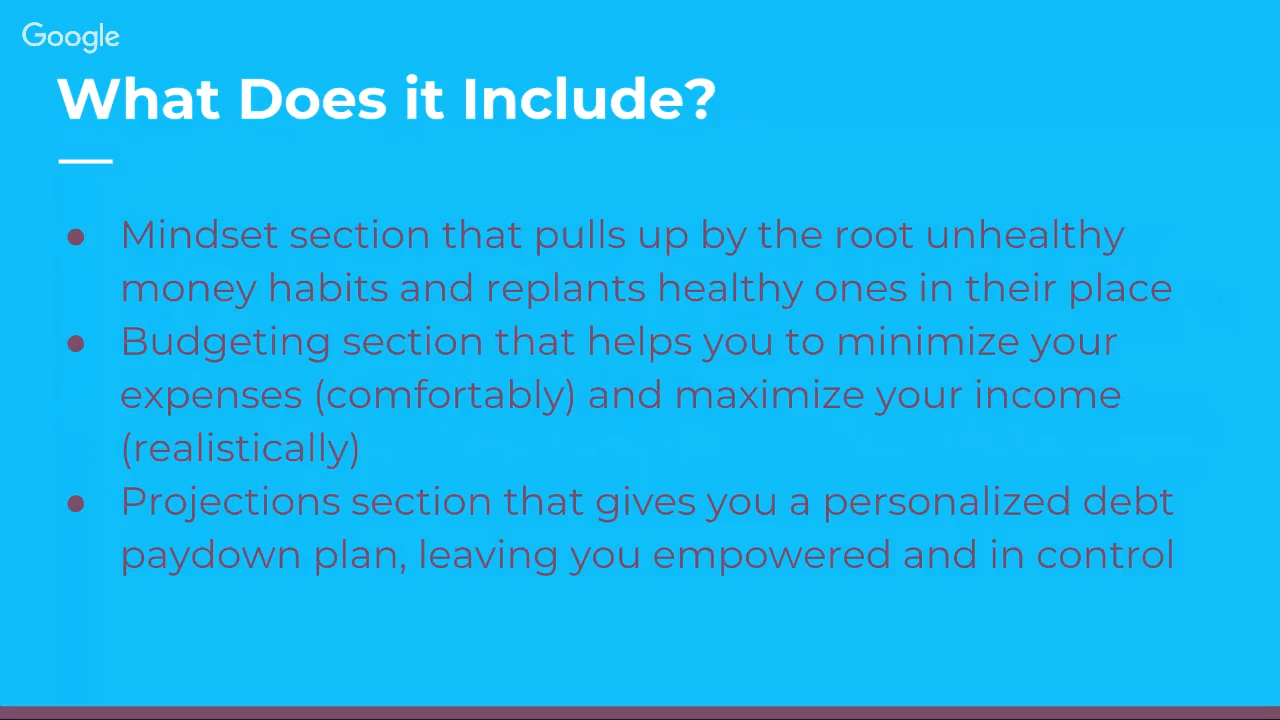 Google
What Does it Include?
● Mindset section that pulls up by the root unhealthy
money habits and replants healthy ones in their place
● Budgeting section that helps you to minimize your
expenses (comfortably) and maximize your income
(realistically)
● Projections section that gives you a personalized debt
paydown plan, leaving you empowered and in control